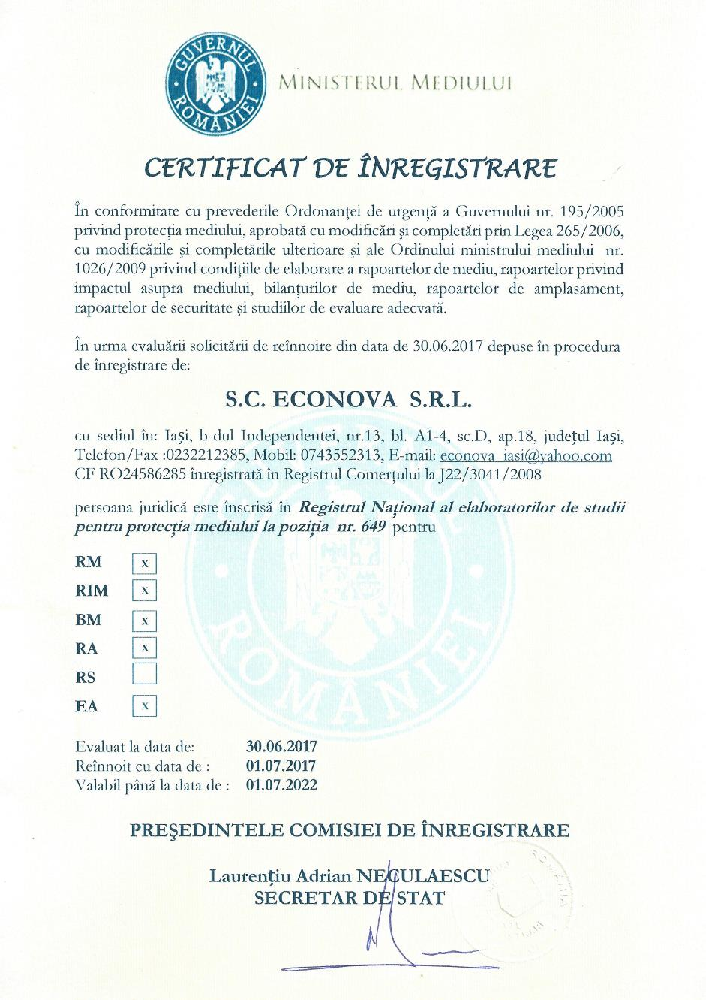 GUVERNUL ROMÂNIEI
MINISTERUL MEDIULUI
CERTIFICAT DE ÎNREGISTRARE
În conformitate cu prevederile Ordonanţei de urgenţă a Guvernului nr. 195/2005
privind protecţia mediului, aprobată cu modificări şi completări prin Legea 265/2006,
cu modificările şi completările ulterioare şi ale Ordinului ministrului mediului nr.
1026/2009 privind condiţiile de elaborare a rapoartelor de mediu, rapoartelor privind
impactul asupra mediului, bilanţurilor de mediu, rapoartelor de amplasament,
rapoartelor de securitate şi studiilor de evaluare adecvată.
În urma evaluării solicitării de reînnoire din data de 30.06.2017 depuse în procedura
de înregistrare de:
S.C. ECONOVA S.R.L.
cu sediul în: Iaşi, b-dul Independentei, nr.13, bl. A1-4, sc.D, ap.18, judeţul Iaşi,
Telefon/Fax :0232212385, Mobil: 0743552313, E-mail: econova_iasi@yahoo.com
CF RO24586285 înregistrată în Registrul Comerţului la J22/3041/2008
persoana juridică este înscrisă în Registrul Naţional al elaboratorilor de studii
pentru protecţia mediului la poziţia nr. 649 pentru
RM x
RIM x
BM x
RA x
RS
EA x
ROMÂNIEI
Evaluat la data de: 30.06.2017
Reînnoit cu data de : 01.07.2017
Valabil până la data de : 01.07.2022
PREŞEDINTELE COMISIEI DE ÎNREGISTRARE
Laurenţiu Adrian NECULAESCU
SECRETAR DE STAT
ROMÂNIA